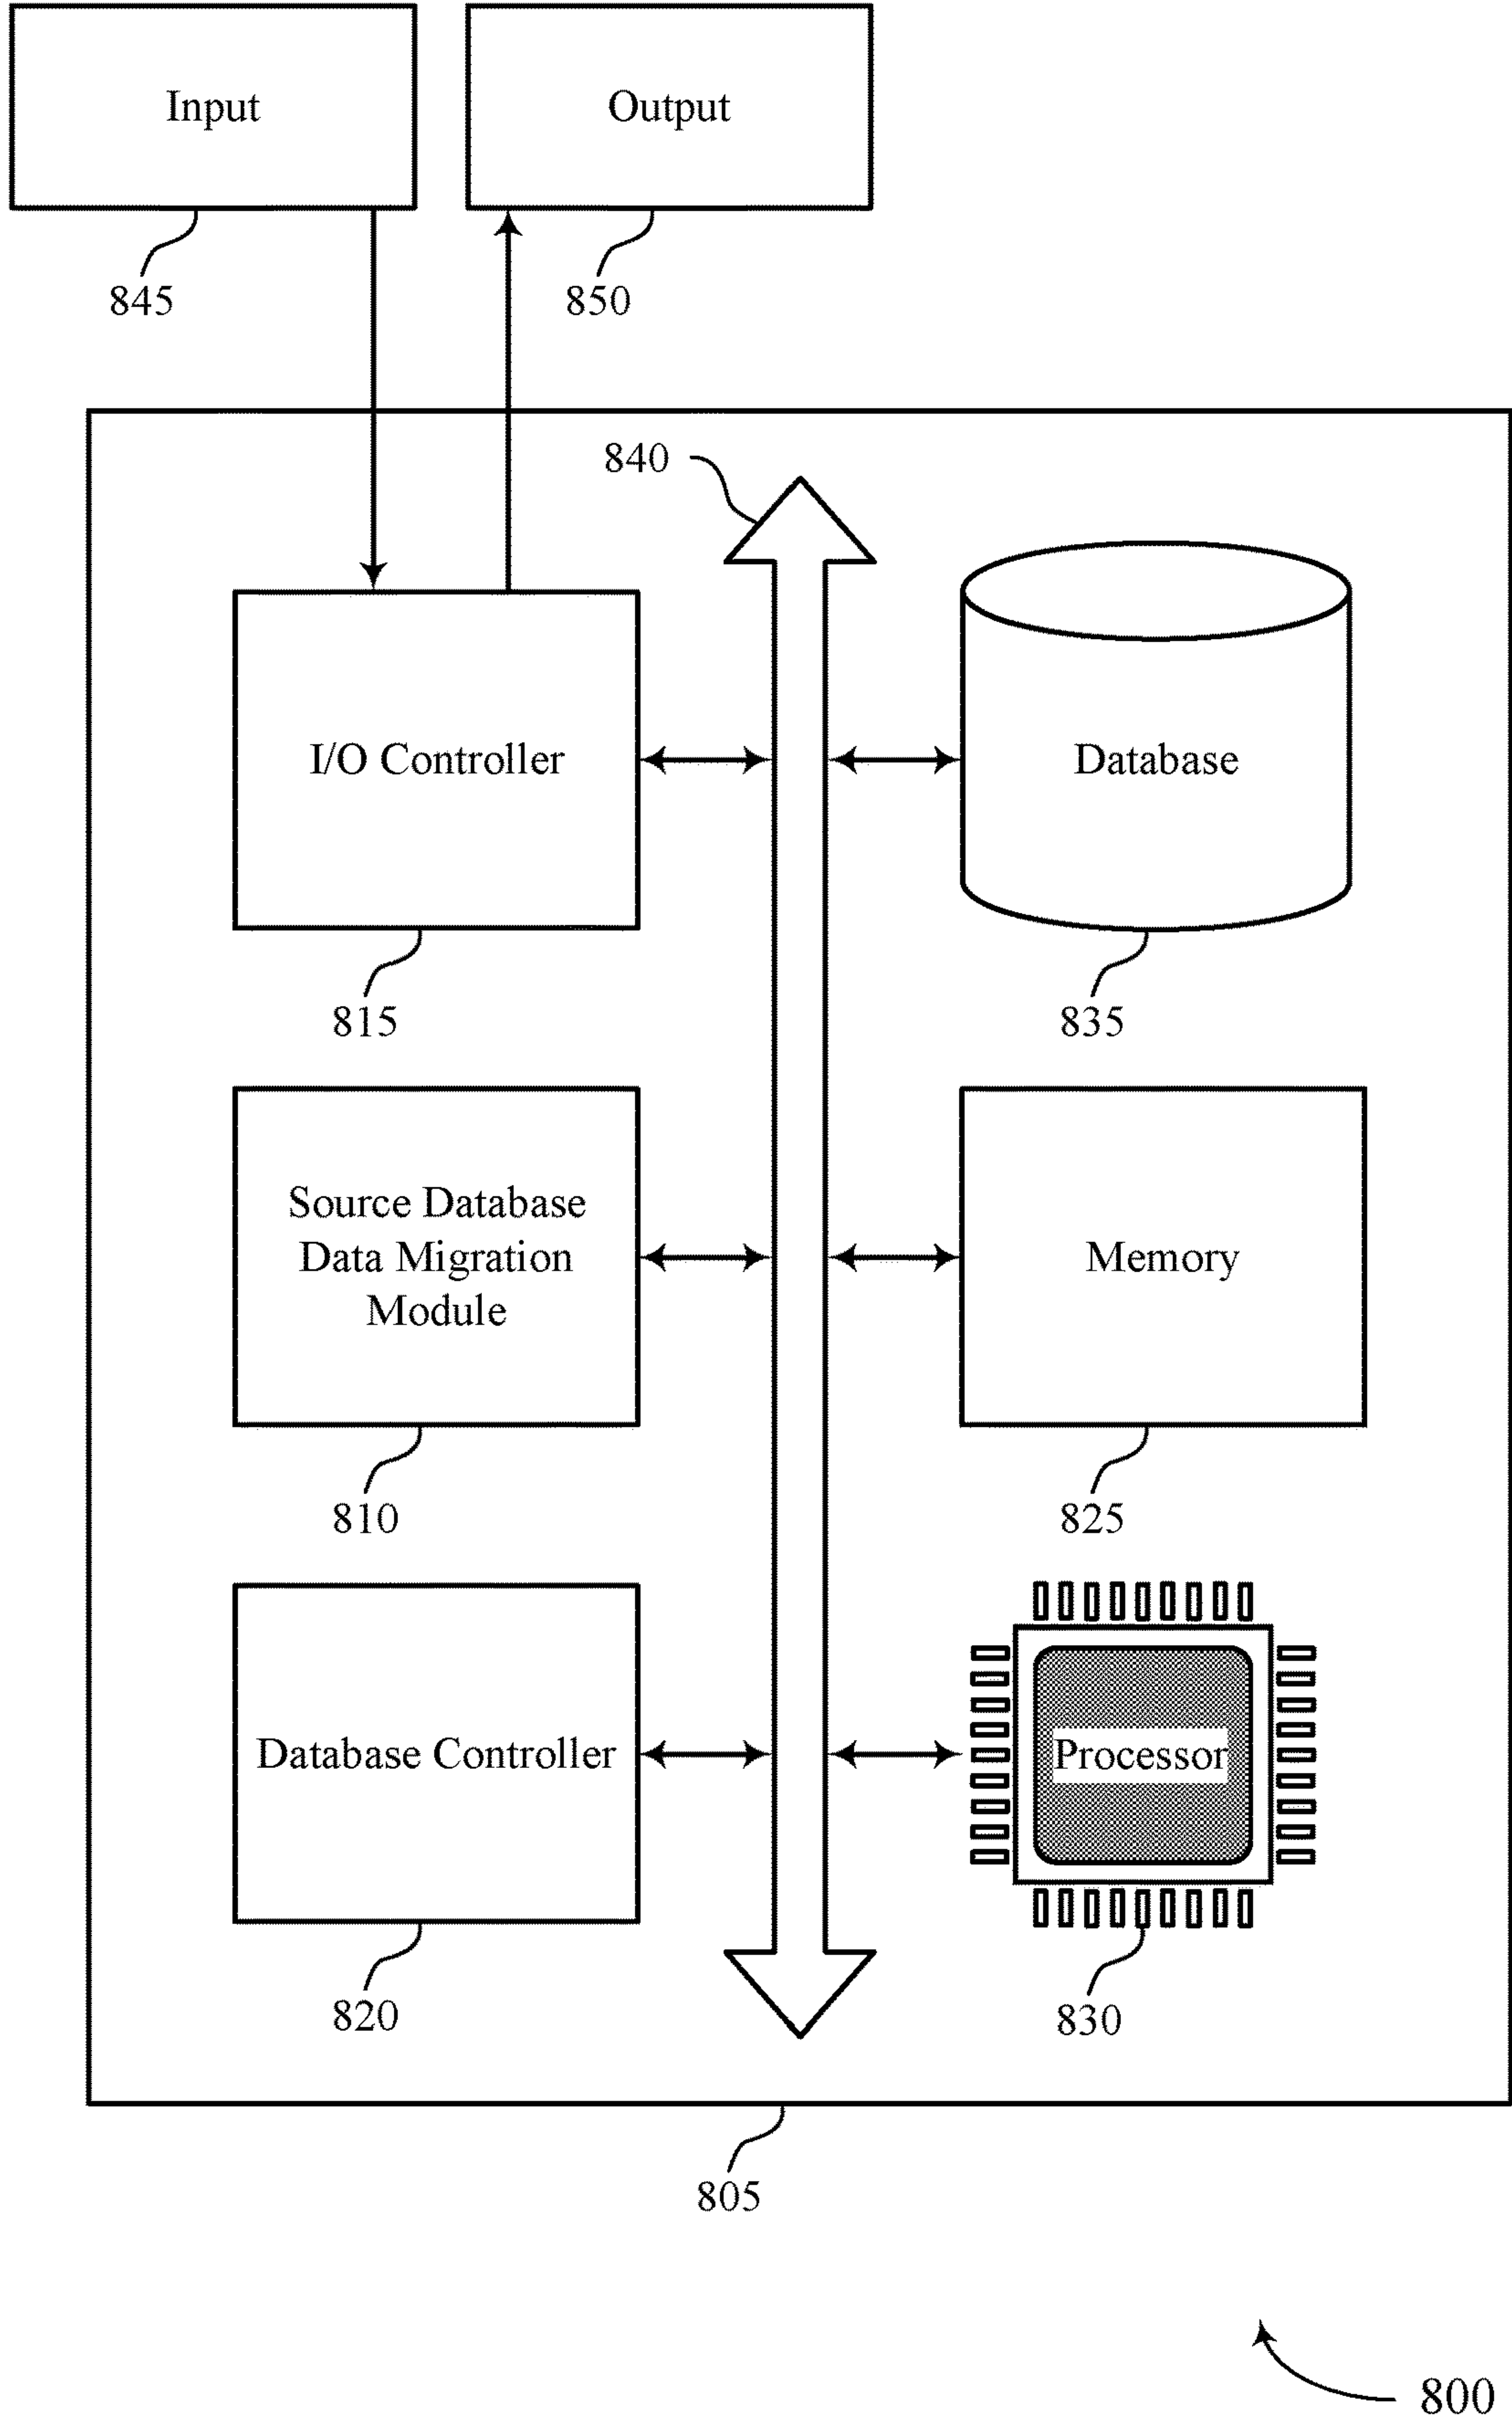 Input
Output
845
850
840
I/O Controller
Database
815
835
Source Database
Data Migration
Module
Memory
810
825
Database Controller
Processor
820
830
805
800